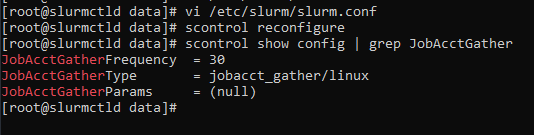 [root@slurmctld data]# vi /etc/slurm/slurm.conf
[root@slurmctld data]# scontrol reconfigure
[root@slurmctld data]# scontrol show config | grep JobAcctGather
JobAcctGatherFrequency  = 30
JobAcctGatherType       = jobacct_gather/linux
JobAcctGatherParams     = (null)
[root@slurmctld data]#